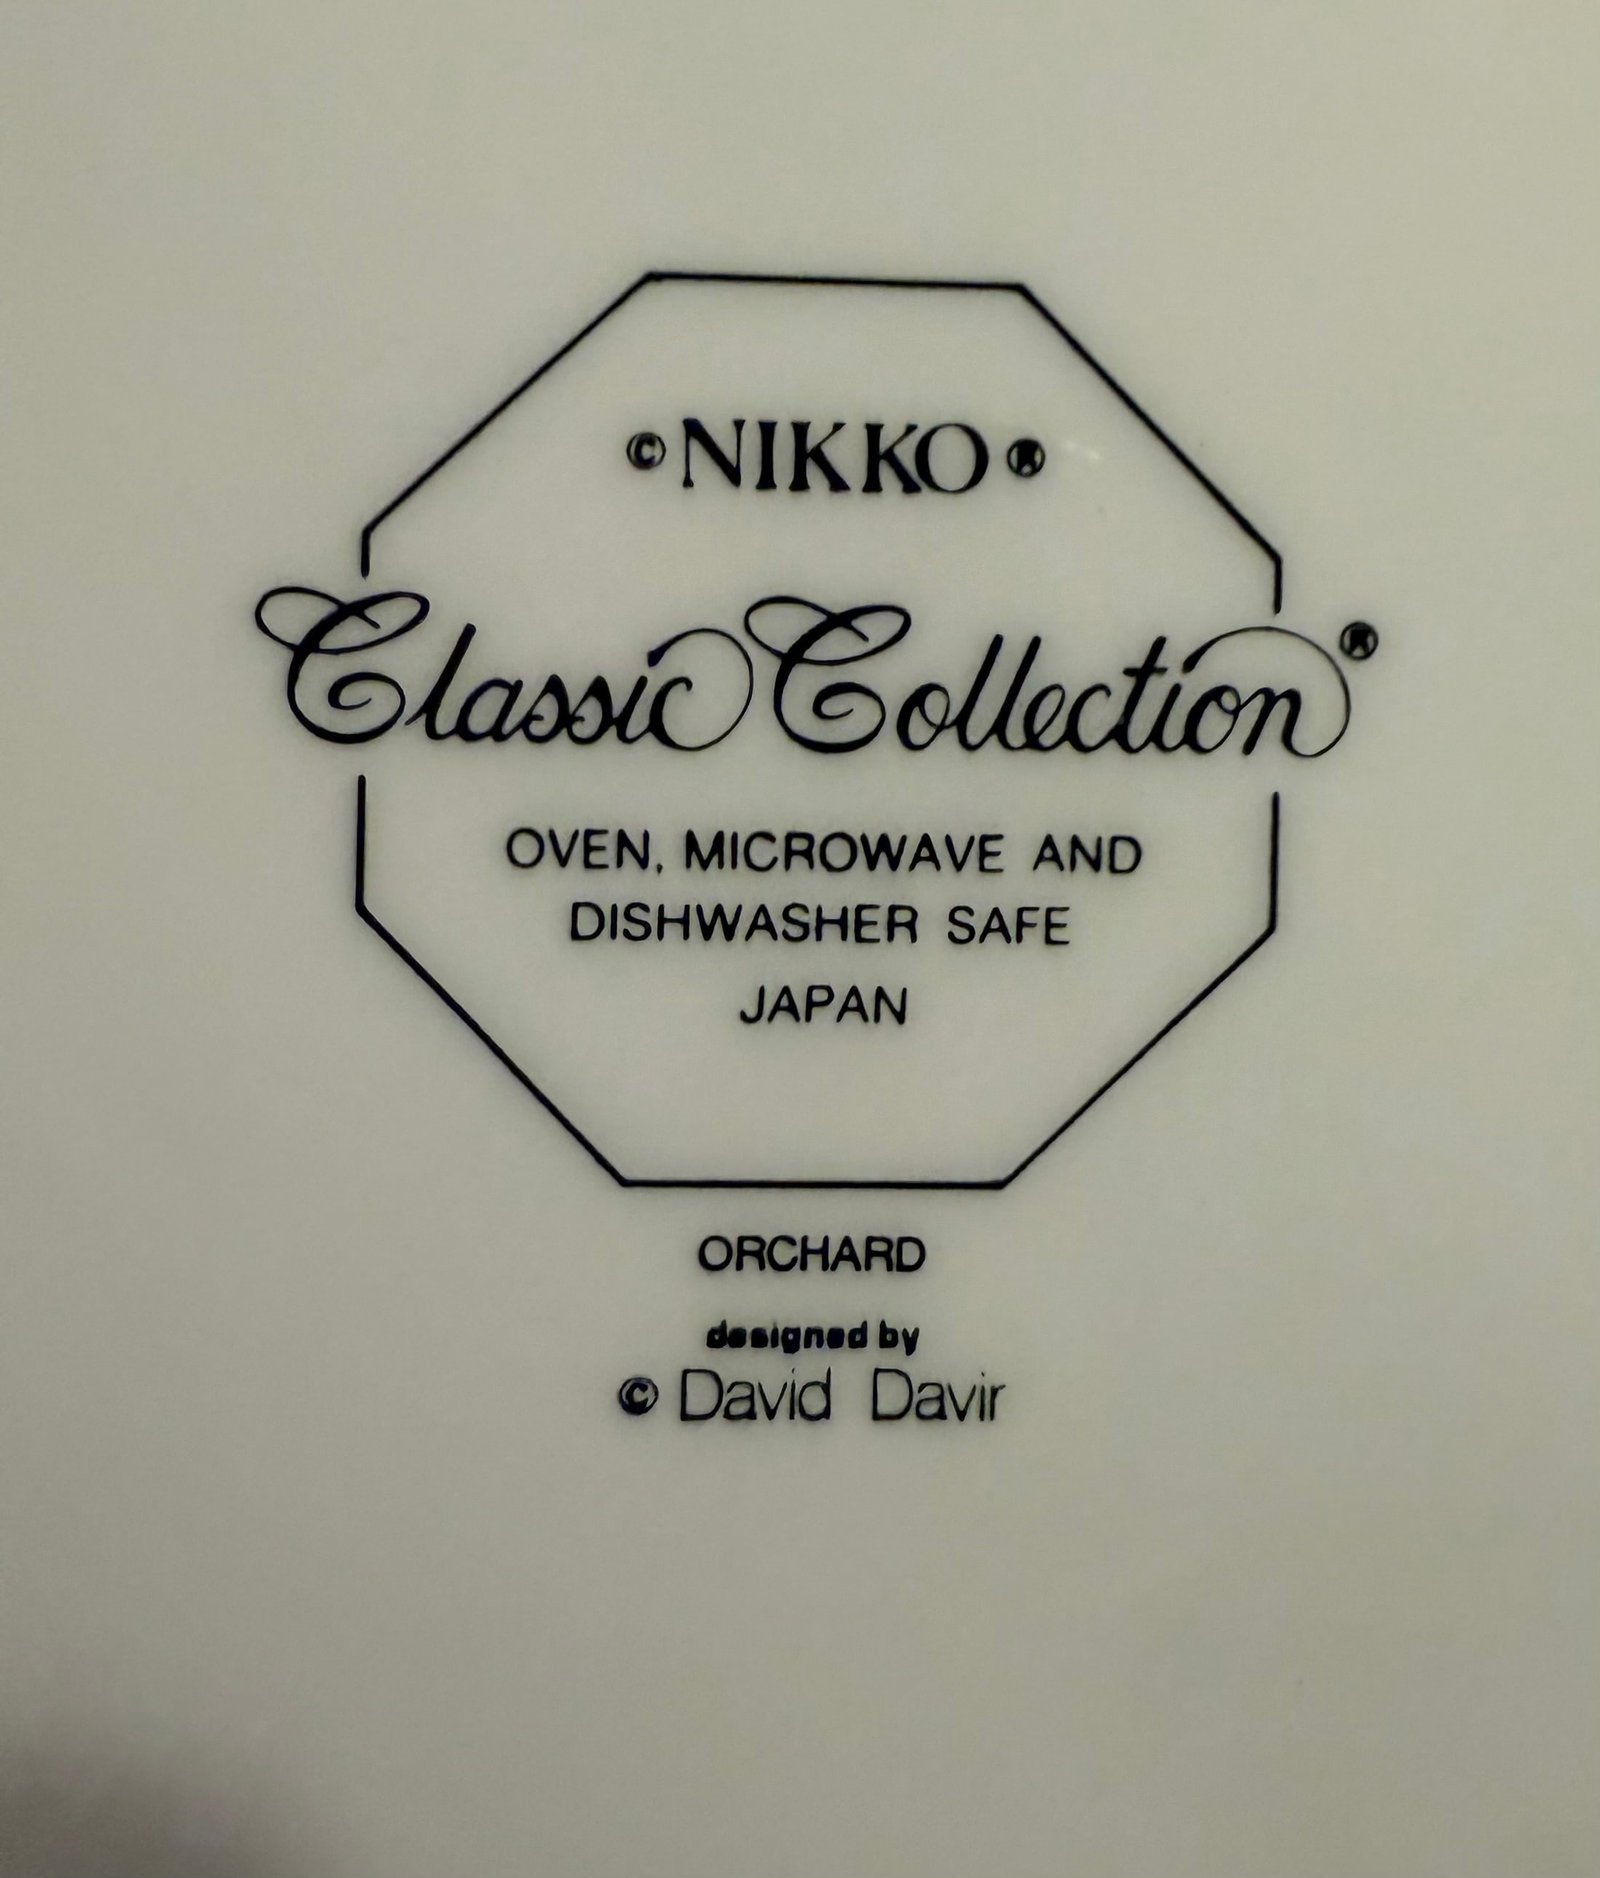 © NIKKO ®
Classic Collection ®
OVEN, MICROWAVE AND
DISHWASHER SAFE
JAPAN
ORCHARD
designed by
© David Davir